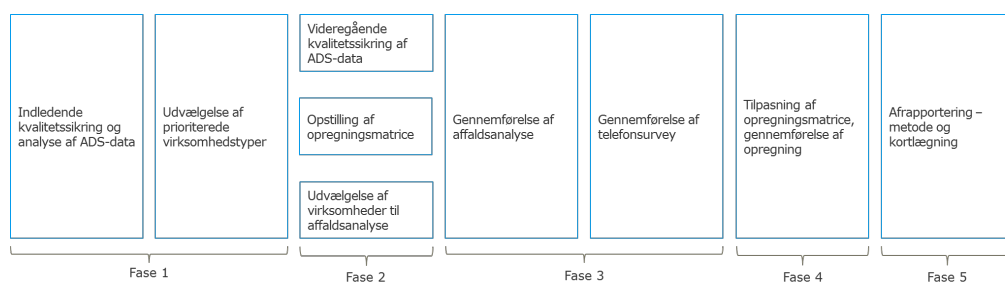 Indledende
kvalitetssikring og
analyse af ADS-data
Udvælgelse af
prioriterede
virksomhedstyper
Videregående
kvalitetssikring af
ADS-data
Opstilling af
opregningsmatrice
Udvælgelse af
virksomheder til
affaldsanalyse
Gennemførelse af
affaldsanalyse
Gennemførelse af
telefonsurvey
Tilpasning af
opregningsmatrice,
gennemførelse af
opregning
Afrapportering –
metode og
kortlægning
Fase 1
Fase 2
Fase 3
Fase 4
Fase 5